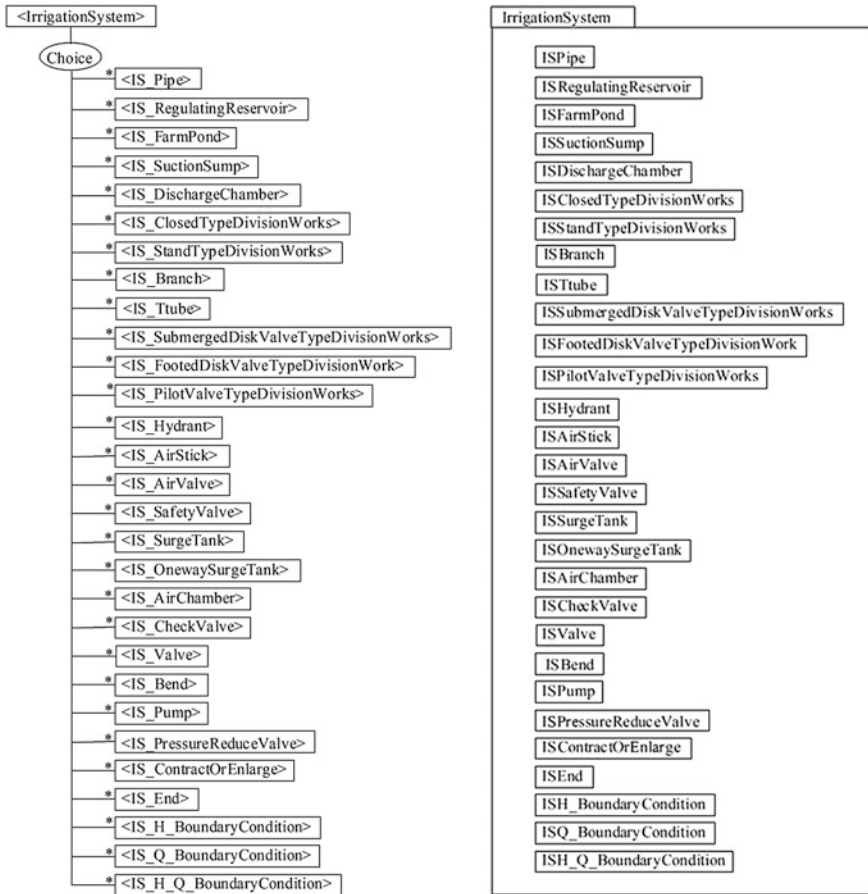 <IrrigationSystem>
Choice
*<IS_Pipe>
*<IS_RegulatingReservoir>
*<IS_FarmPond>
*<IS_SuctionSump>
*<IS_DischargeChamber>
*<IS_ClosedTypeDivisionWorks>
*<IS_StandTypeDivisionWorks>
*<IS_Branch>
*<IS_Ttube>
*<IS_SubmergedDiskValveTypeDivisionWorks>
*<IS_FootedDiskValveTypeDivisionWork>
*<IS_PilotValveTypeDivisionWorks>
*<IS_Hydrant>
*<IS_AirStick>
*<IS_AirValve>
*<IS_SafetyValve>
*<IS_SurgeTank>
*<IS_OnewaySurgeTank>
*<IS_AirChamber>
*<IS_CheckValve>
*<IS_Valve>
*<IS_Bend>
*<IS_Pump>
*<IS_PressureReduceValve>
*<IS_ContractOrEnlarge>
*<IS_End>
*<IS_H_BoundaryCondition>
*<IS_Q_BoundaryCondition>
*<IS_H_Q_BoundaryCondition>
IrrigationSystem
ISPipe
ISRegulatingReservoir
ISFarmPond
ISSuctionSump
ISDischargeChamber
ISClosedTypeDivisionWorks
ISStandTypeDivisionWorks
ISBranch
ISTtube
ISSubmergedDiskValveTypeDivisionWorks
ISFootedDiskValveTypeDivisionWork
ISPilotValveTypeDivisionWorks
ISHydrant
ISAirStick
ISAirValve
ISSafetyValve
ISSurgeTank
ISOnewaySurgeTank
ISAirChamber
ISCheckValve
ISValve
ISBend
ISPump
ISPressureReduceValve
ISContractOrEnlarge
ISEnd
ISH_BoundaryCondition
ISQ_BoundaryCondition
ISH_Q_BoundaryCondition